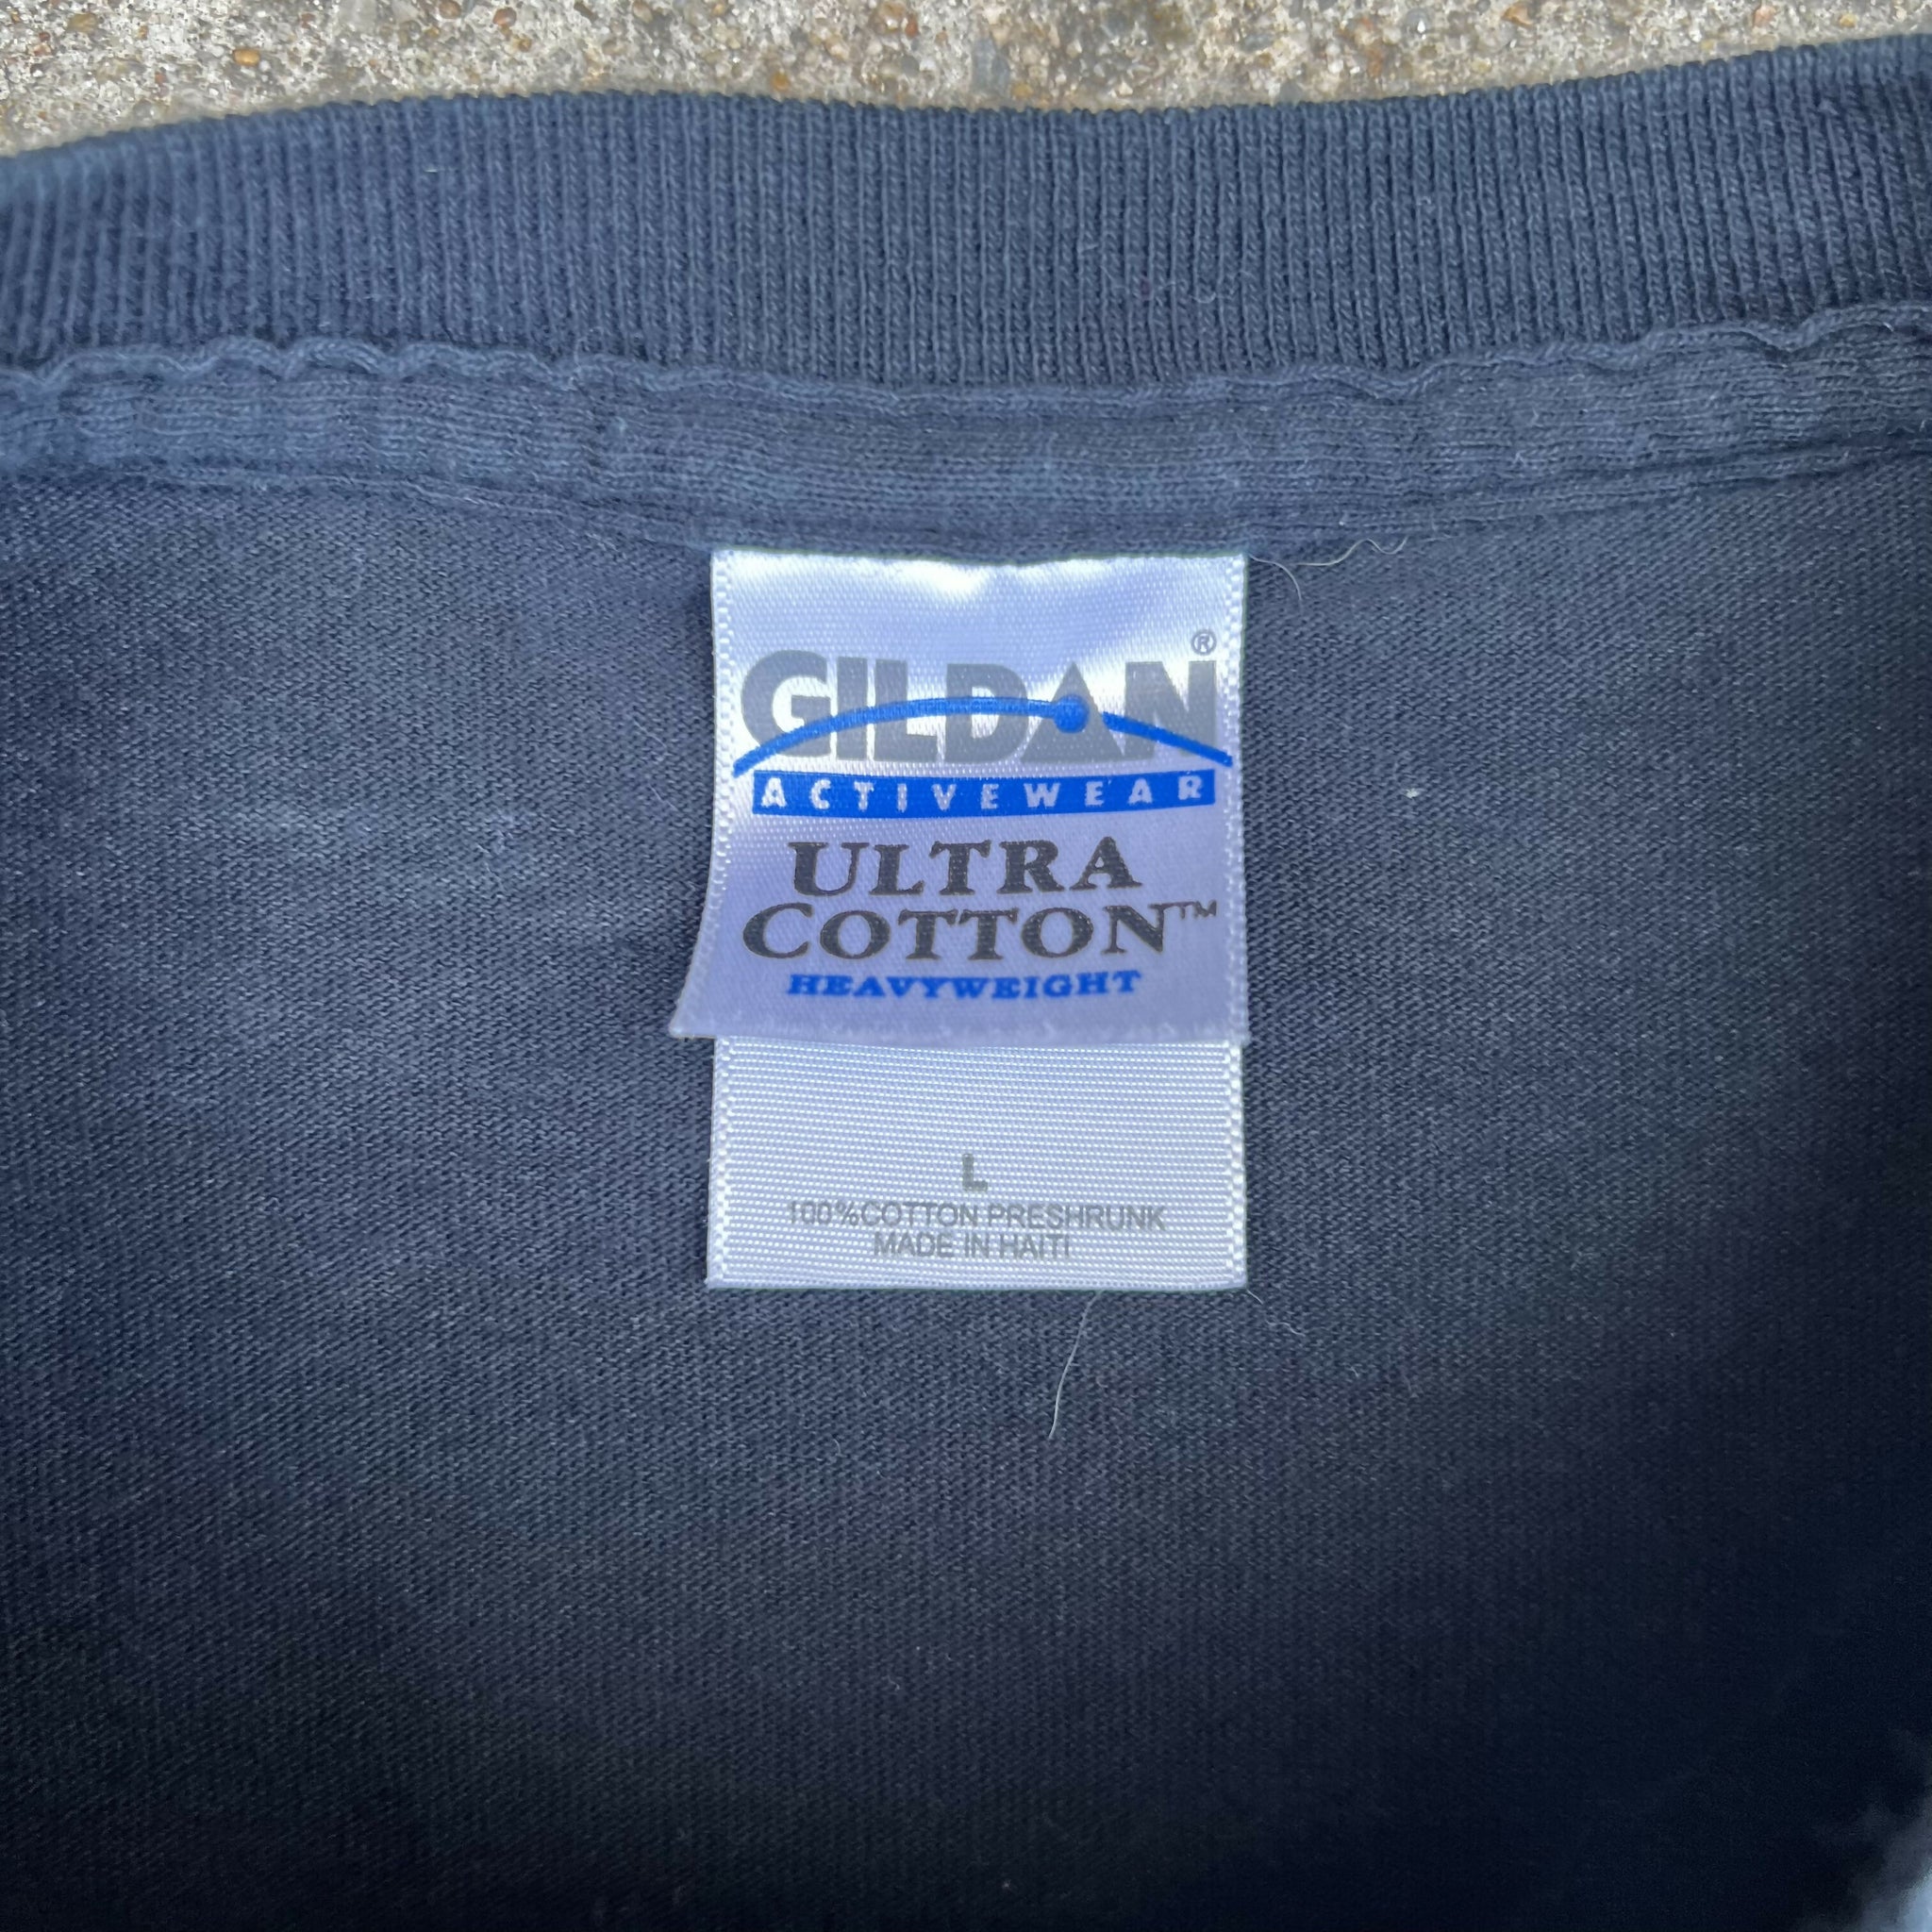 GILDAN®
ACTIVEWEAR
ULTRA
COTTON™
HEAVYWEIGHT
L
100%COTTON PRESHRUNK
MADE IN HAITI